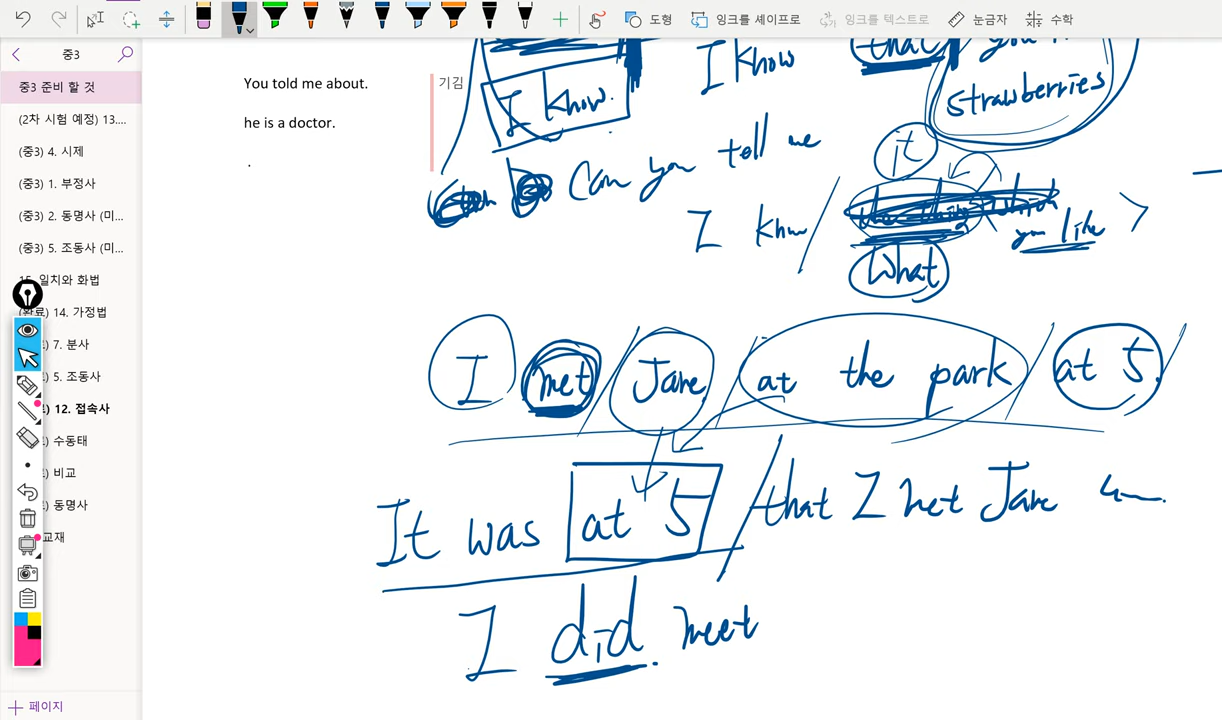 도형
잉크를 셰이프로
잉크를 텍스트로
눈금자
수학
중3
중3 준비 할 것
(2차 시험 예정) 13....
(중3) 4. 시제
(중3) 1. 부정사
(중3) 2. 동명사 (미...
(중3) 5. 조동사 (미...
15. 일치와 화법
(완료) 14. 가정법
) 7. 분사
) 5. 조동사
) 12. 접속사
) 수동태
) 비교
) 동명사
교재
페이지
You told me about.
기김
he is a doctor.
.
I know that
strawberries
I know.
Can you tell me
it
I know / you like
What
I met / Jane / at the park / at 5 /
It was at 5 / that I met Jane
I did meet